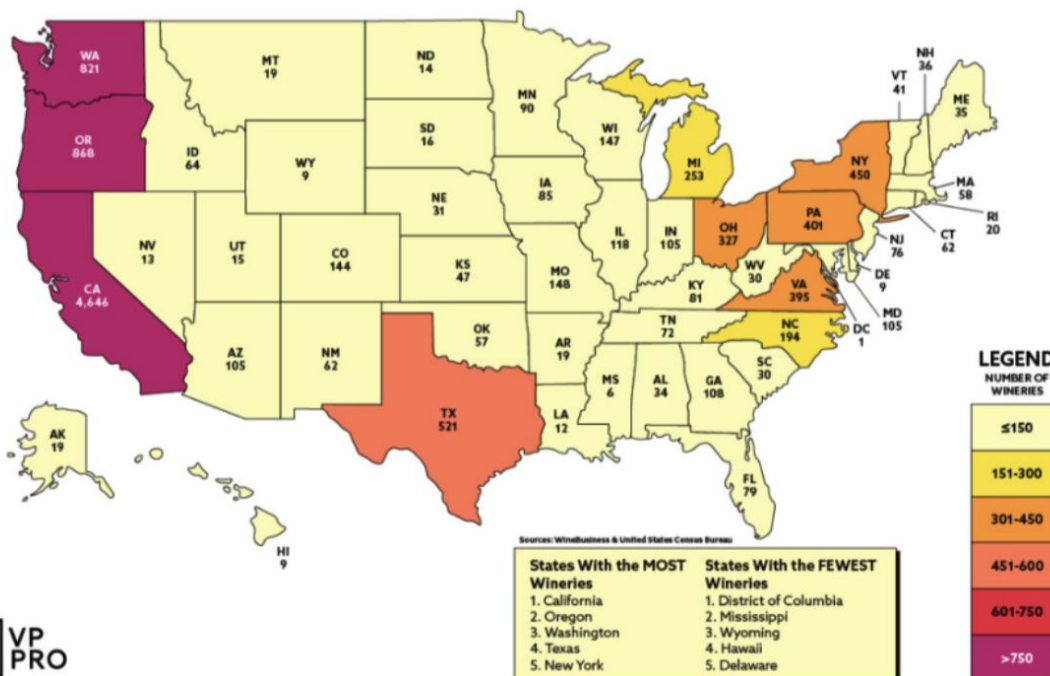 WA
821
OR
868
CA
4,646
NV
13
ID
64
MT
19
WY
9
UT
15
AZ
105
CO
144
NM
62
ND
14
SD
16
NE
31
KS
47
OK
57
TX
521
MN
90
IA
85
MO
148
AR
19
LA
12
WI
147
IL
118
IN
105
MI
253
OH
327
KY
81
TN
72
MS
6
AL
34
GA
108
FL
79
SC
30
NC
194
VA
395
WV
30
PA
401
NY
450
VT
41
NH
36
ME
35
MA
58
RI
20
CT
62
NJ
76
DE
9
MD
105
DC
1
AK
19
HI
9
LEGEND
NUMBER OF
WINERIES
≤150
151-300
301-450
451-600
601-750
>750
Sources: WineBusiness & United States Census Bureau
States With the MOST
Wineries
1. California
2. Oregon
3. Washington
4. Texas
5. New York
States With the FEWEST
Wineries
1. District of Columbia
2. Mississippi
3. Wyoming
4. Hawaii
5. Delaware
VP
PRO